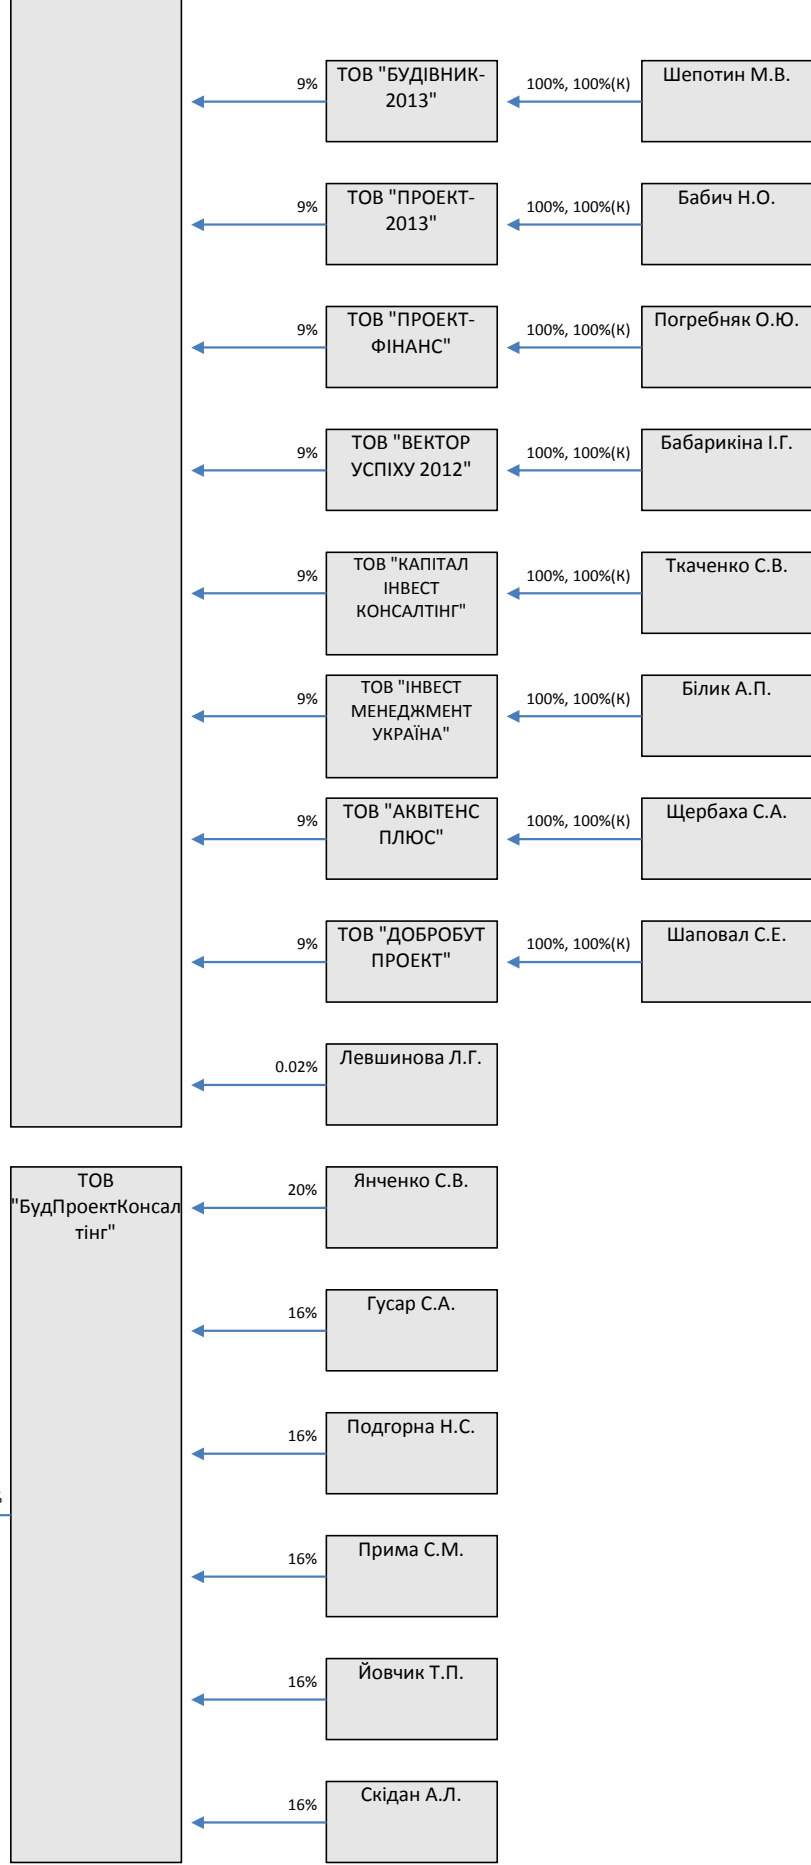 9%
ТОВ "БУДІВНИК-
2013"
100%, 100%(К)
Шепотин М.В.
9%
ТОВ "ПРОЕКТ-
2013"
100%, 100%(К)
Бабич Н.О.
9%
ТОВ "ПРОЕКТ-
ФІНАНС"
100%, 100%(К)
Погребняк О.Ю.
9%
ТОВ "ВЕКТОР
УСПІХУ 2012"
100%, 100%(К)
Бабарикіна І.Г.
9%
ТОВ "КАПІТАЛ
ІНВЕСТ
КОНСАЛТІНГ"
100%, 100%(К)
Ткаченко С.В.
9%
ТОВ "ІНВЕСТ
МЕНЕДЖМЕНТ
УКРАЇНА"
100%, 100%(К)
Білик А.П.
9%
ТОВ "АКВІТЕНС
ПЛЮС"
100%, 100%(К)
Щербаха С.А.
9%
ТОВ "ДОБРОБУТ
ПРОЕКТ"
100%, 100%(К)
Шаповал С.Е.
0.02%
Левшинова Л.Г.
ТОВ
"БудПроектКонсал
тінг"
20%
Янченко С.В.
16%
Гусар С.А.
16%
Подгорна Н.С.
16%
Прима С.М.
16%
Йовчик Т.П.
16%
Скідан А.Л.